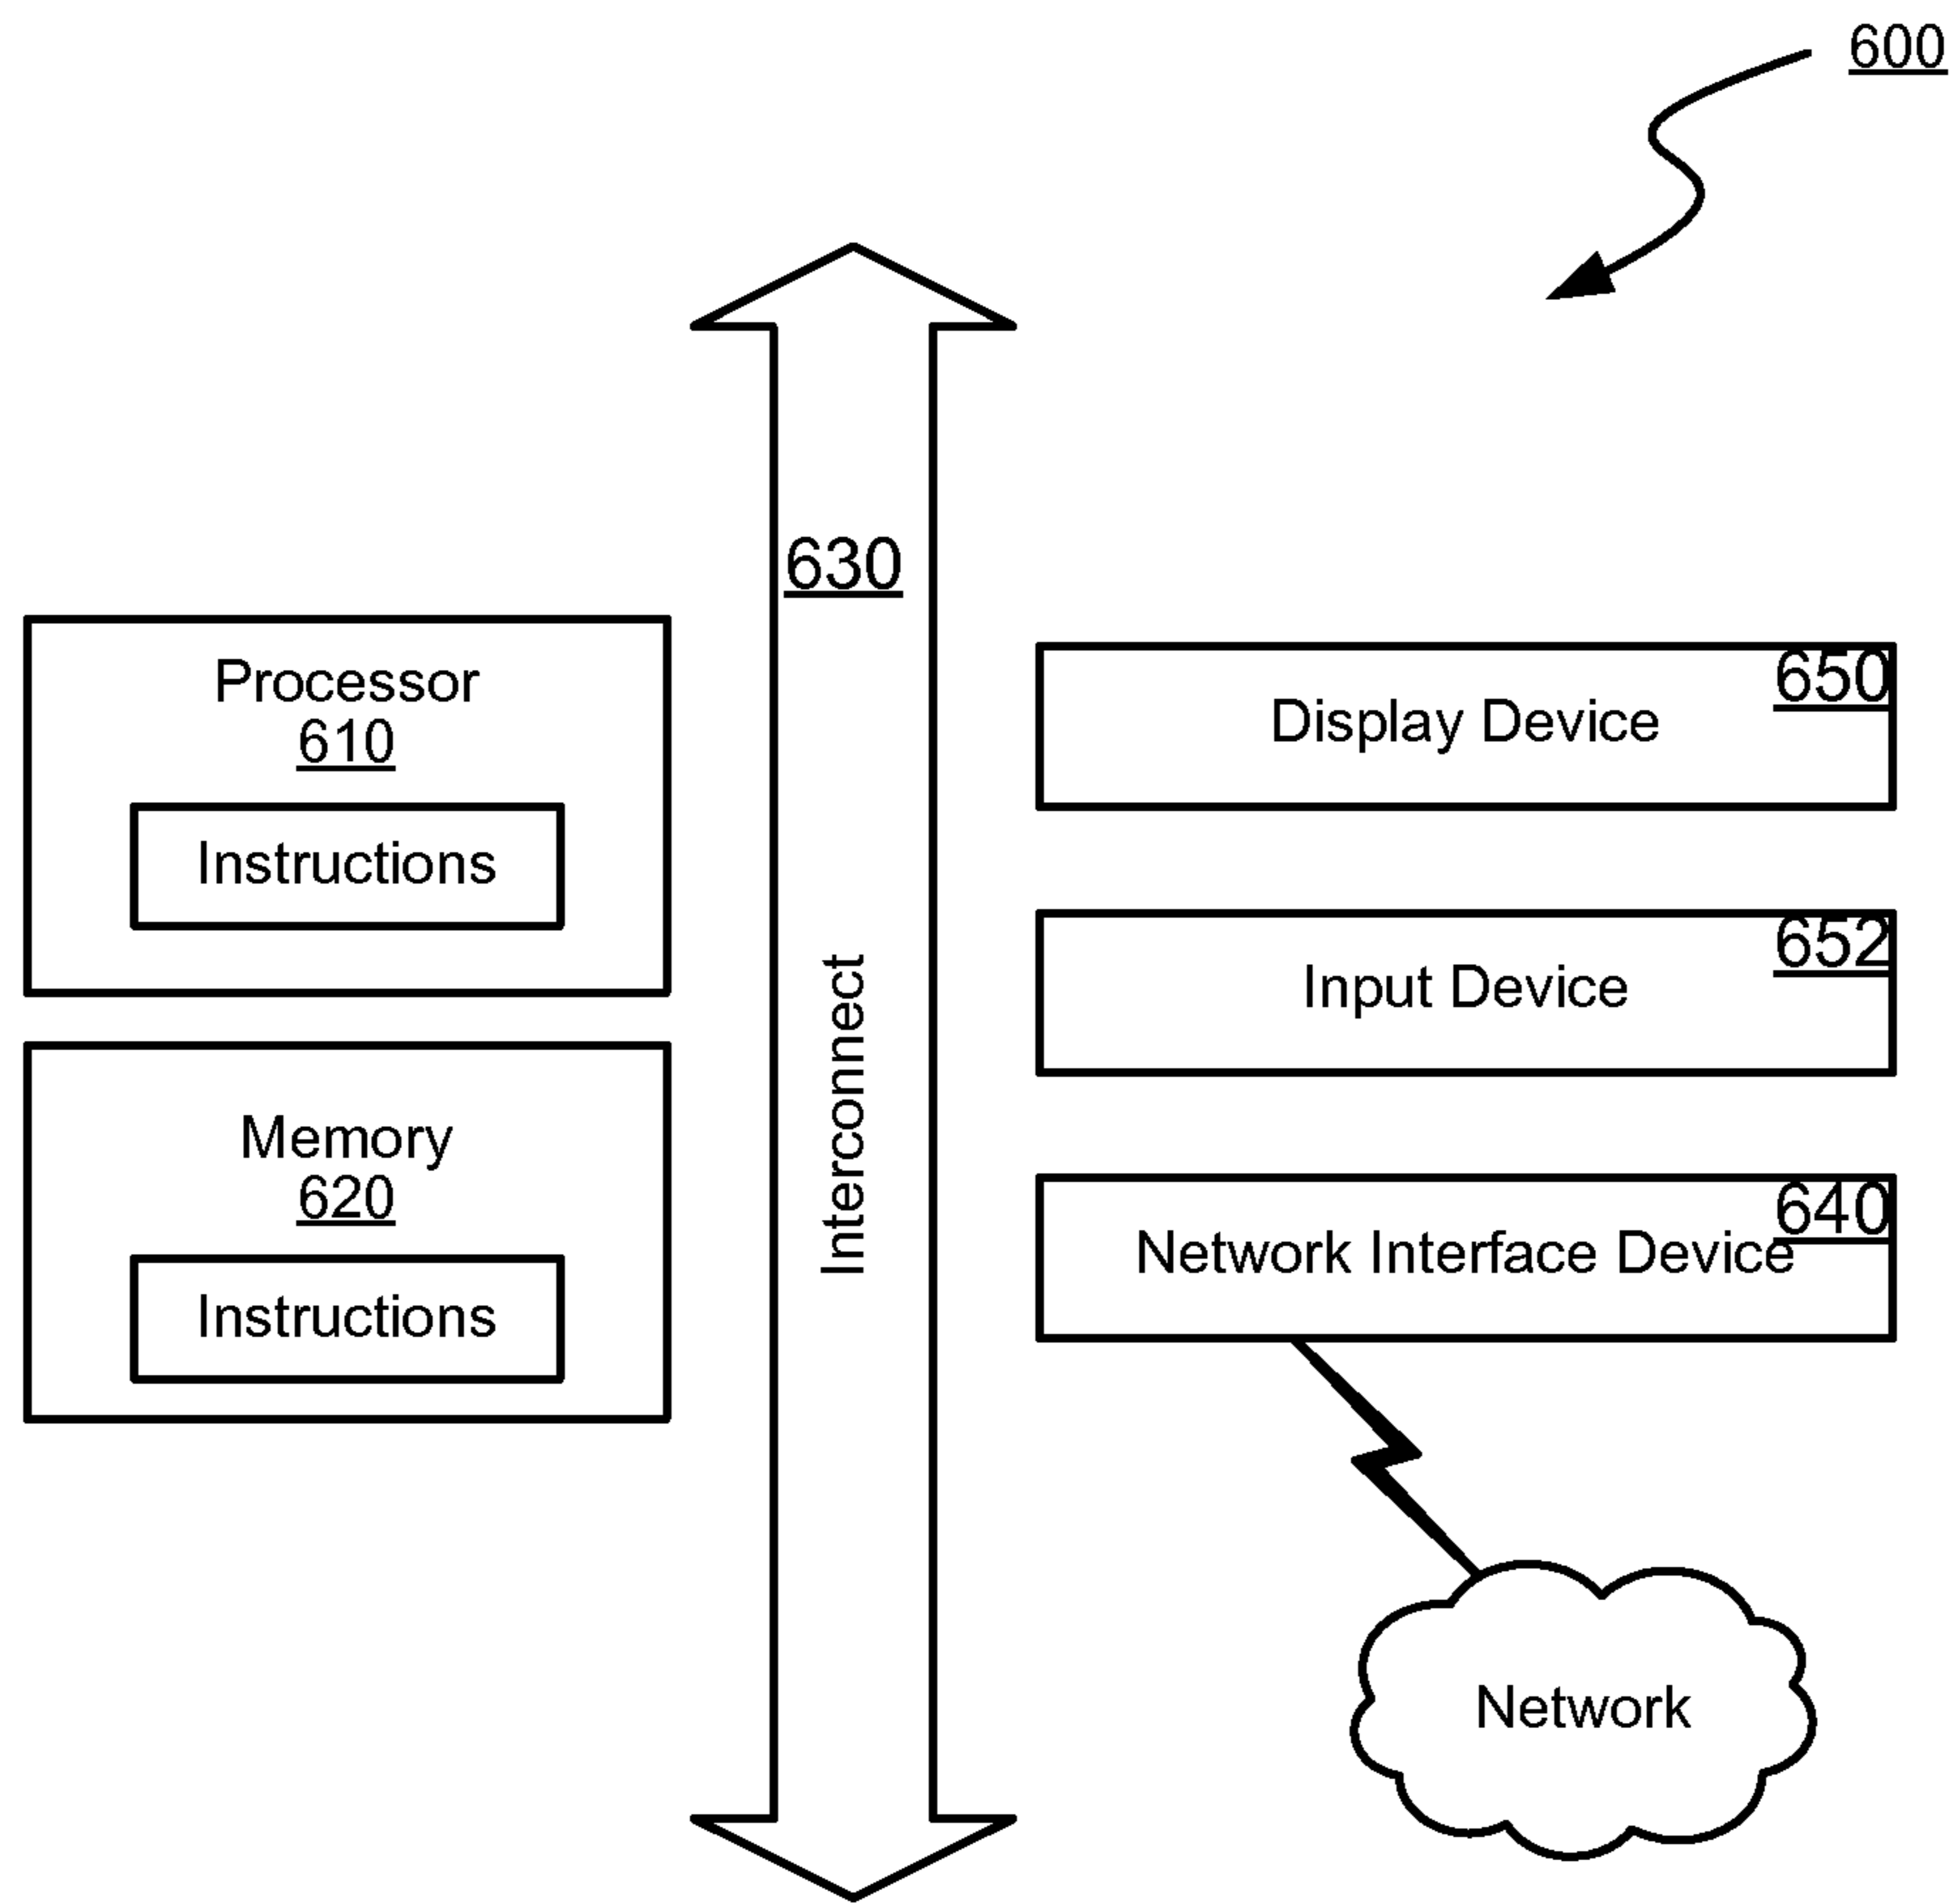 600
630
Processor
610
Instructions
Memory
620
Instructions
Interconnect
650
Display Device
652
Input Device
640
Network Interface Device
Network